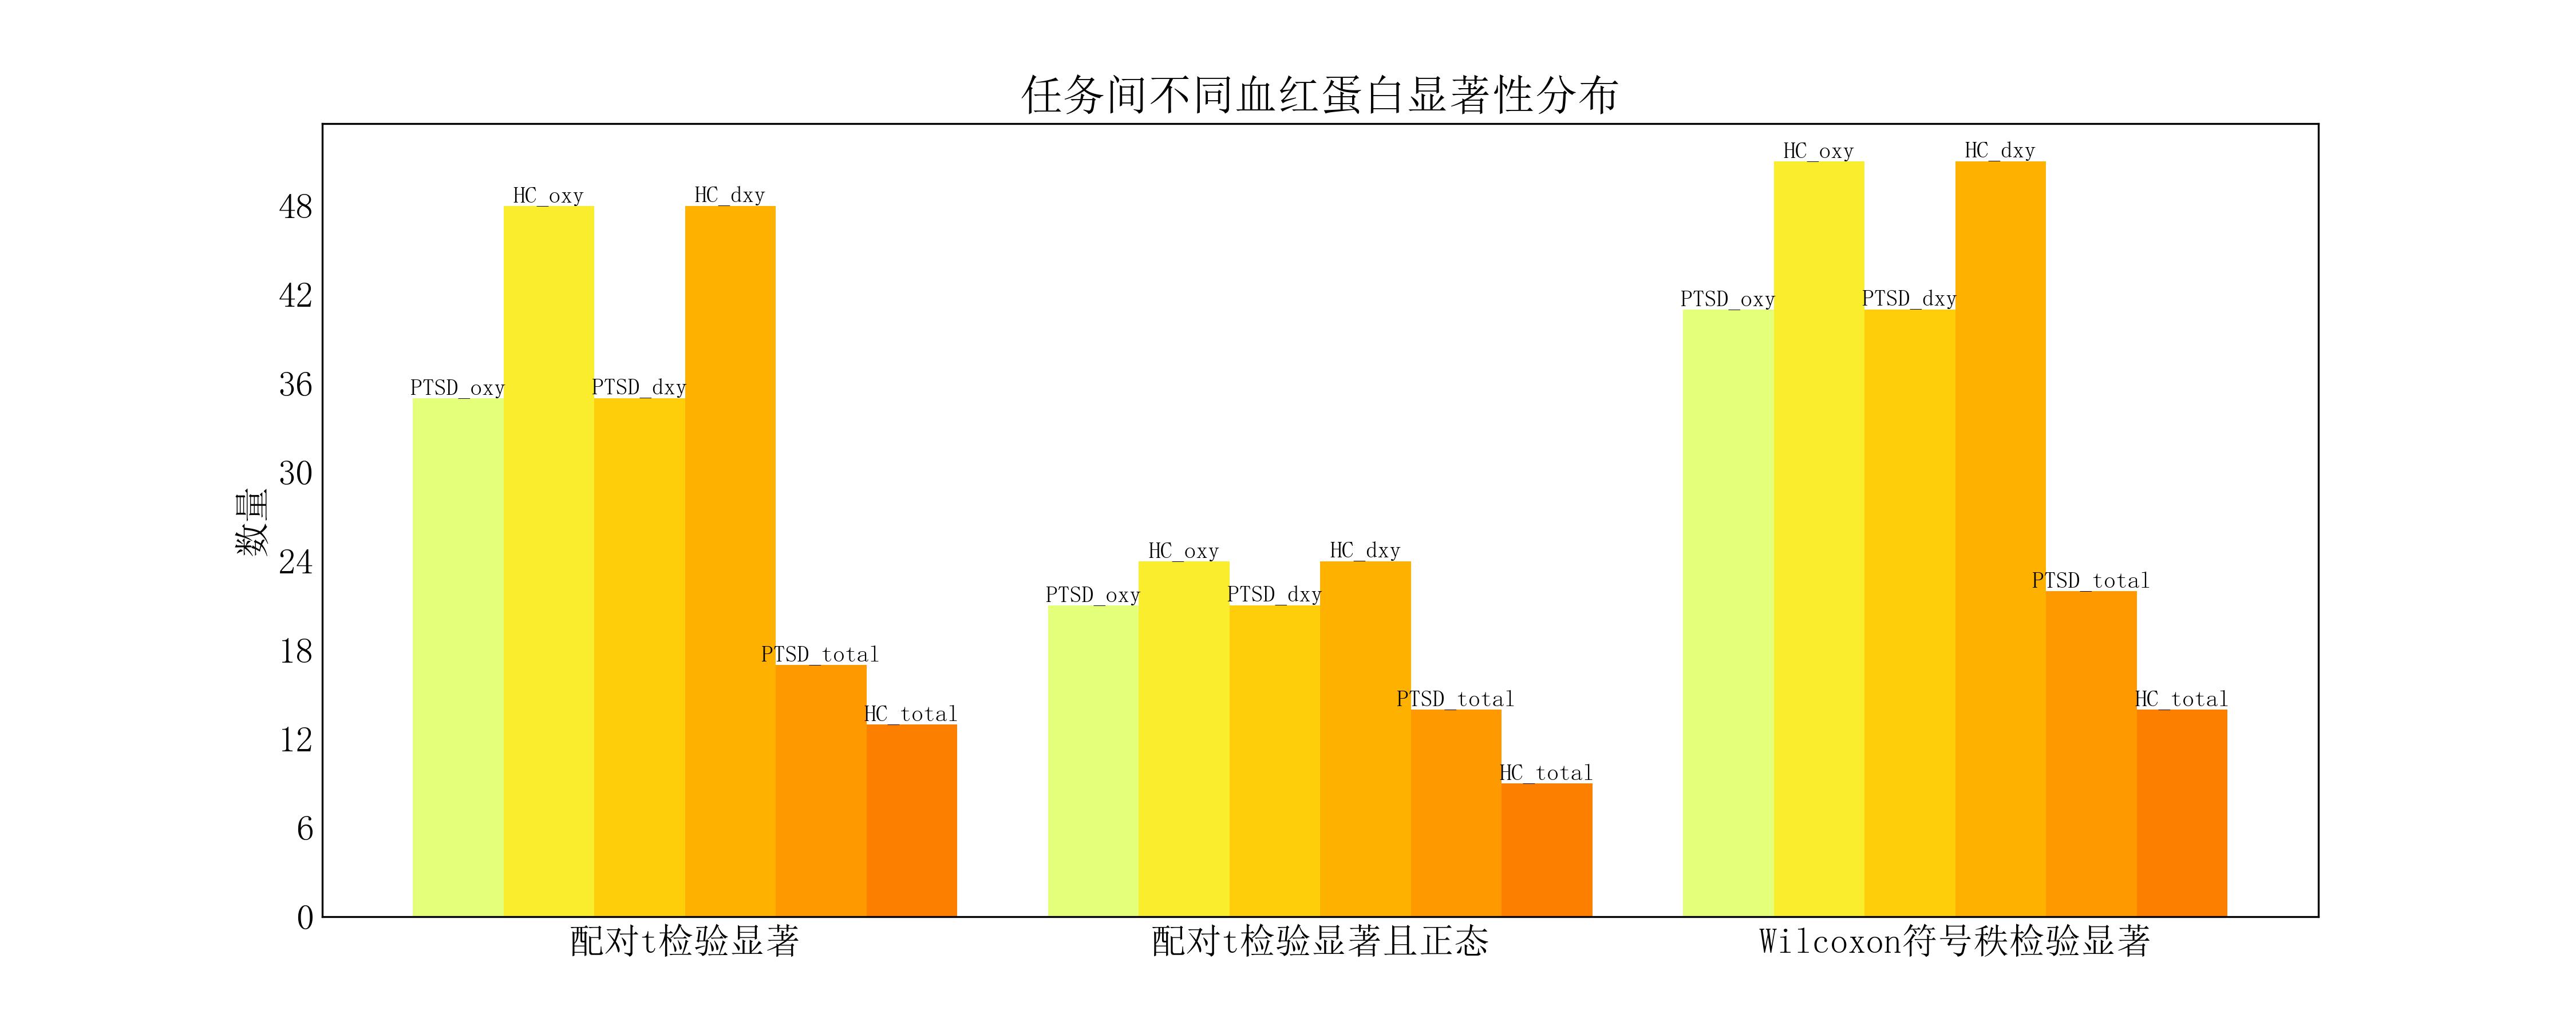 任务间不同血红蛋白显著性分布
数量
48
42
36
30
24
18
12
6
0
PTSD_oxy
HC_oxy
PTSD_dxy
HC_dxy
PTSD_total
HC_total
PTSD_oxy
HC_oxy
PTSD_dxy
HC_dxy
PTSD_total
HC_total
PTSD_oxy
HC_oxy
PTSD_dxy
HC_dxy
PTSD_total
HC_total
配对t检验显著
配对t检验显著且正态
Wilcoxon符号秩检验显著